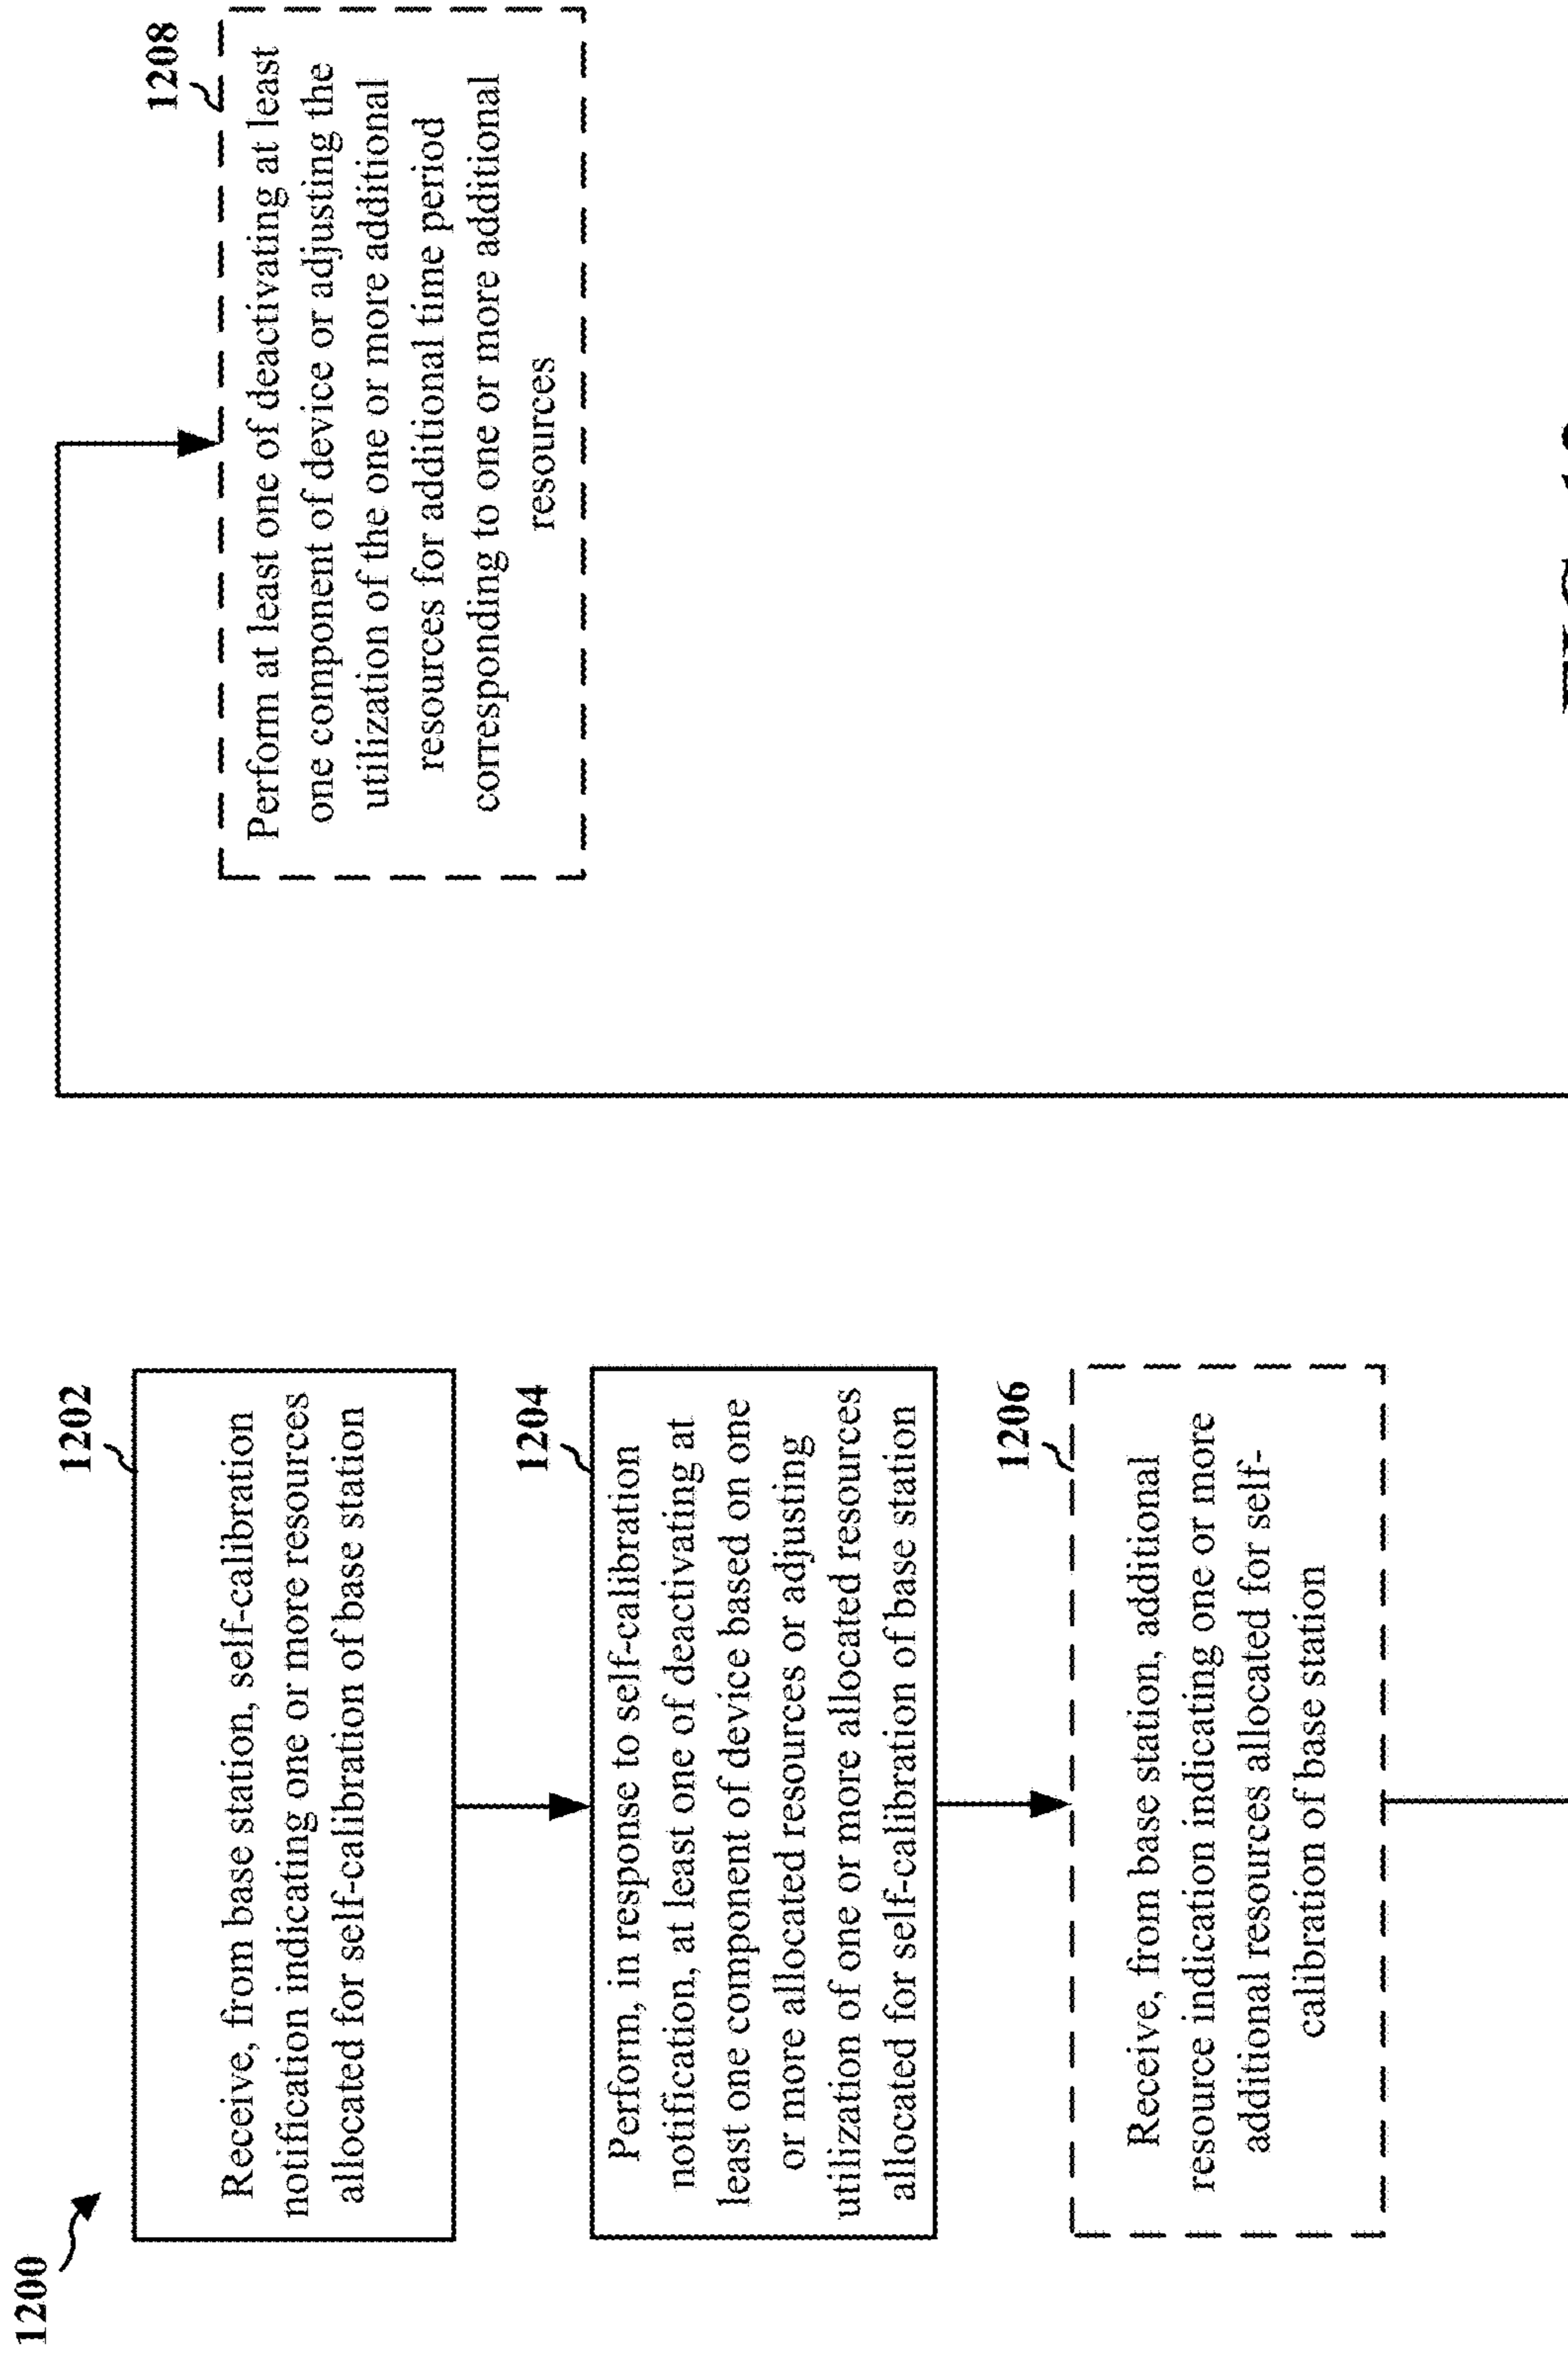 1200
1202
Receive, from base station, self-calibration
notification indicating one or more resources
allocated for self-calibration of base station
1204
Perform, in response to self-calibration
notification, at least one of deactivating at
least one component of device based on one
or more allocated resources or adjusting
utilization of one or more allocated resources
allocated for self-calibration of base station
1206
Receive, from base station, additional
resource indication indicating one or more
additional resources allocated for self-
calibration of base station
1208
Perform at least one of deactivating at least
one component of device or adjusting the
utilization of the one or more additional
resources for additional time period
corresponding to one or more additional
resources